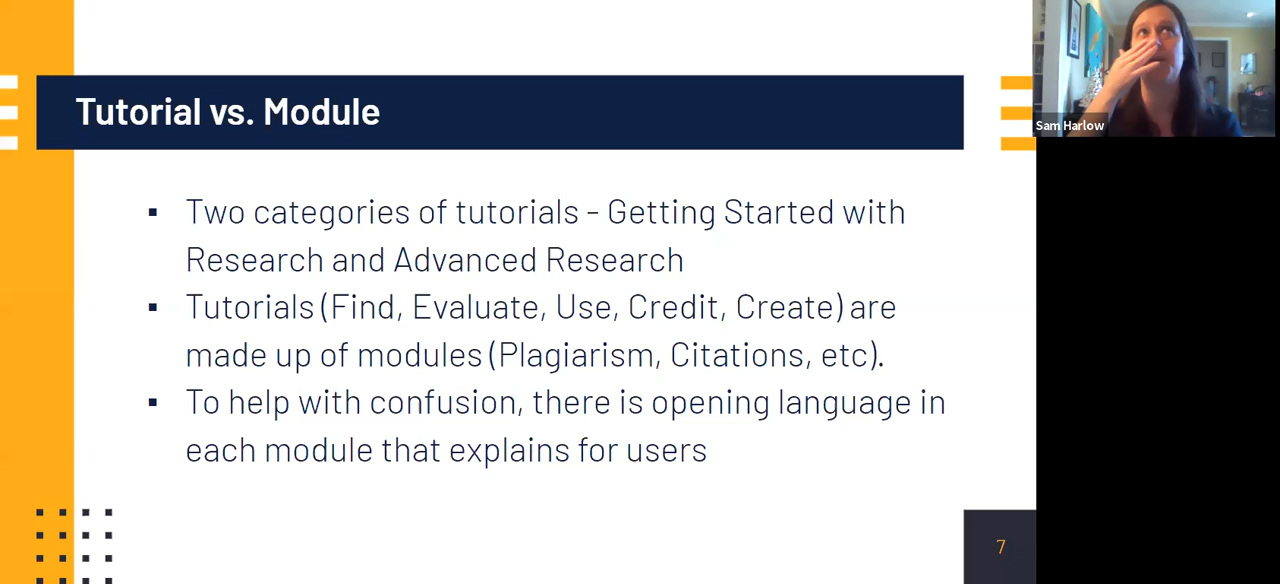 Tutorial vs. Module
Sam Harlow
▪ Two categories of tutorials - Getting Started with
Research and Advanced Research
▪ Tutorials (Find, Evaluate, Use, Credit, Create) are
made up of modules (Plagiarism, Citations, etc).
▪ To help with confusion, there is opening language in
each module that explains for users
7